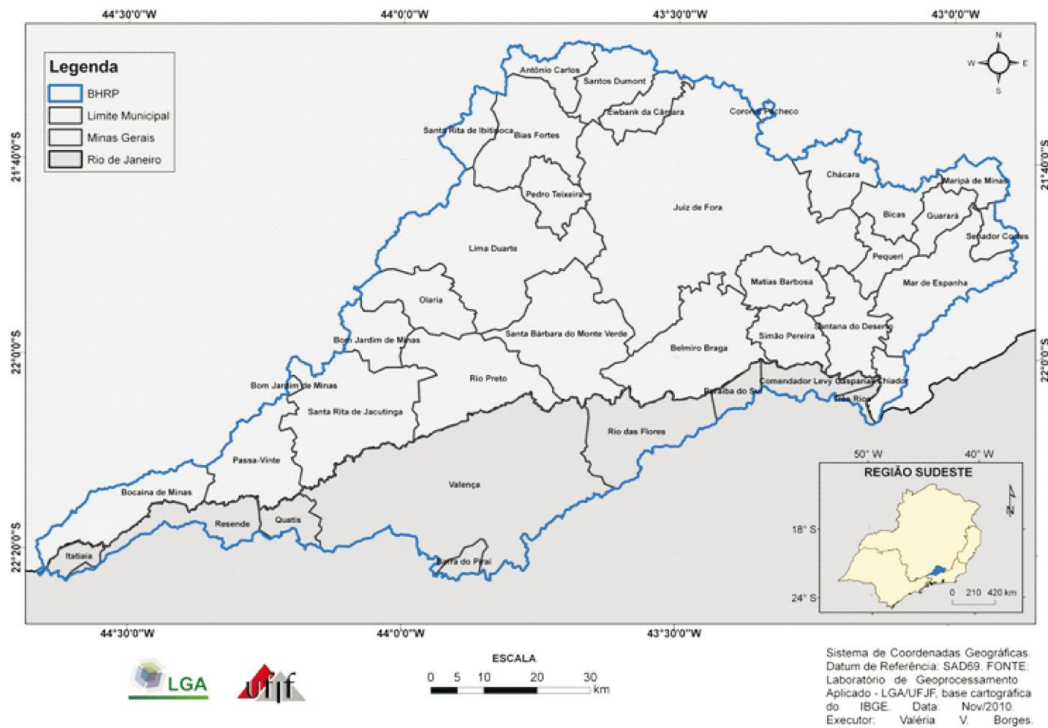 44°30'0"W
44°0'0"W
43°30'0"W
43°0'0"W
Legenda
BHRP
Limite Municipal
Minas Gerais
Rio de Janeiro
N
W
E
S
21°40'0"S
22°0'0"S
22°20'0"S
21°40'0"S
22°0'0"S
Antônio Carlos
Santos Dumont
Ewbank da Câmara
Coronel Pacheco
Santa Rita de Ibitipoca
Bias Fortes
Chácara
Maripá de Minas
Pedro Teixeira
Juiz de Fora
Bicas
Guarará
Senador Cortes
Lima Duarte
Pequeri
Mar de Espanha
Matias Barbosa
Olaria
Santana do Deserto
Santa Bárbara do Monte Verde
Simão Pereira
Bom Jardim de Minas
Belmiro Braga
Rio Preto
Bom Jardim de Minas
Comendador Levy Gasparian
Chiador
Paraíba do Sul
Três Rios
Santa Rita de Jacutinga
Rio das Flores
Passa-Vinte
Valença
Bocaina de Minas
Resende
Quatis
Itatiaia
Barra do Piraí
50° W
40° W
REGIÃO SUDESTE
N
18° S
24° S
0 210 420 km
44°30'0"W
44°0'0"W
43°30'0"W
LGA
ufjf
ESCALA
0 5 10 20 30
km
Sistema de Coordenadas Geográficas.
Datum de Referência: SAD69. FONTE:
Laboratório de Geoprocessamento
Aplicado - LGA/UFJF, base cartográfica
do IBGE. Data: Nov/2010.
Executor: Valéria V. Borges.